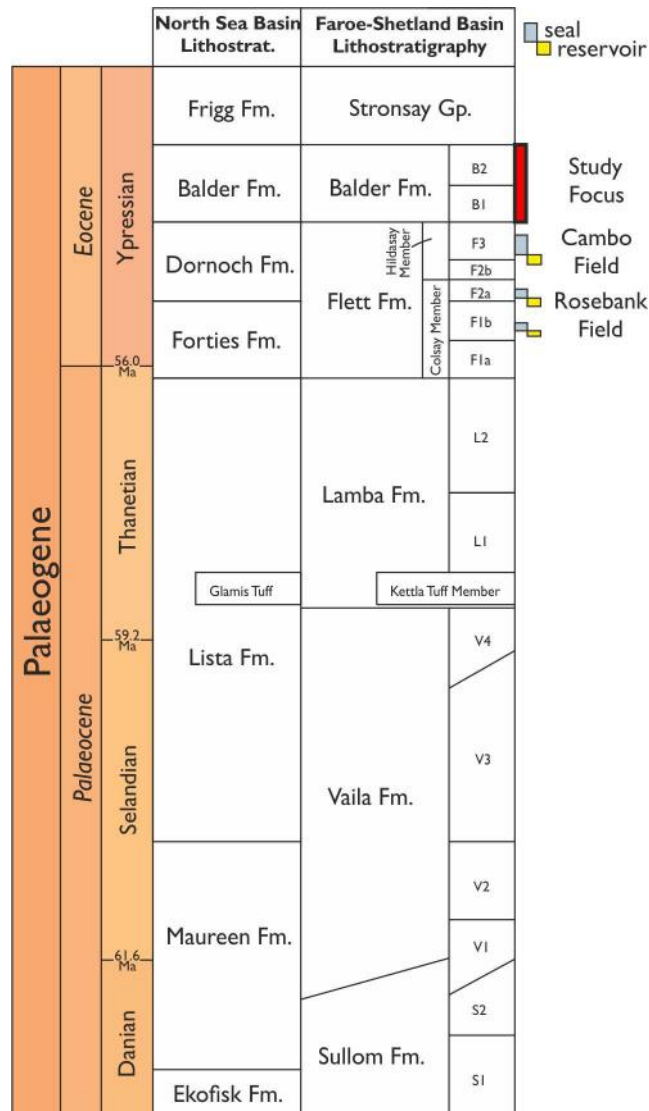 North Sea Basin
Lithostrat.
Faroe-Shetland Basin
Lithostratigraphy
seal
reservoir
Palaeogene
Eocene
Palaeocene
Ypressian
56.0
Ma
Thanetian
59.2
Ma
Selandian
61.6
Ma
Danian
Frigg Fm.
Balder Fm.
Dornoch Fm.
Forties Fm.
Glamis Tuff
Lista Fm.
Maureen Fm.
Ekofisk Fm.
Stronsay Gp.
Balder Fm.
Flett Fm.
Hildasay
Member
Colsay Member
Lamba Fm.
Kettla Tuff Member
Vaila Fm.
Sullom Fm.
B2
B1
F3
F2b
F2a
F1b
F1a
L2
L1
V4
V3
V2
V1
S2
S1
Study
Focus
Cambo
Field
Rosebank
Field